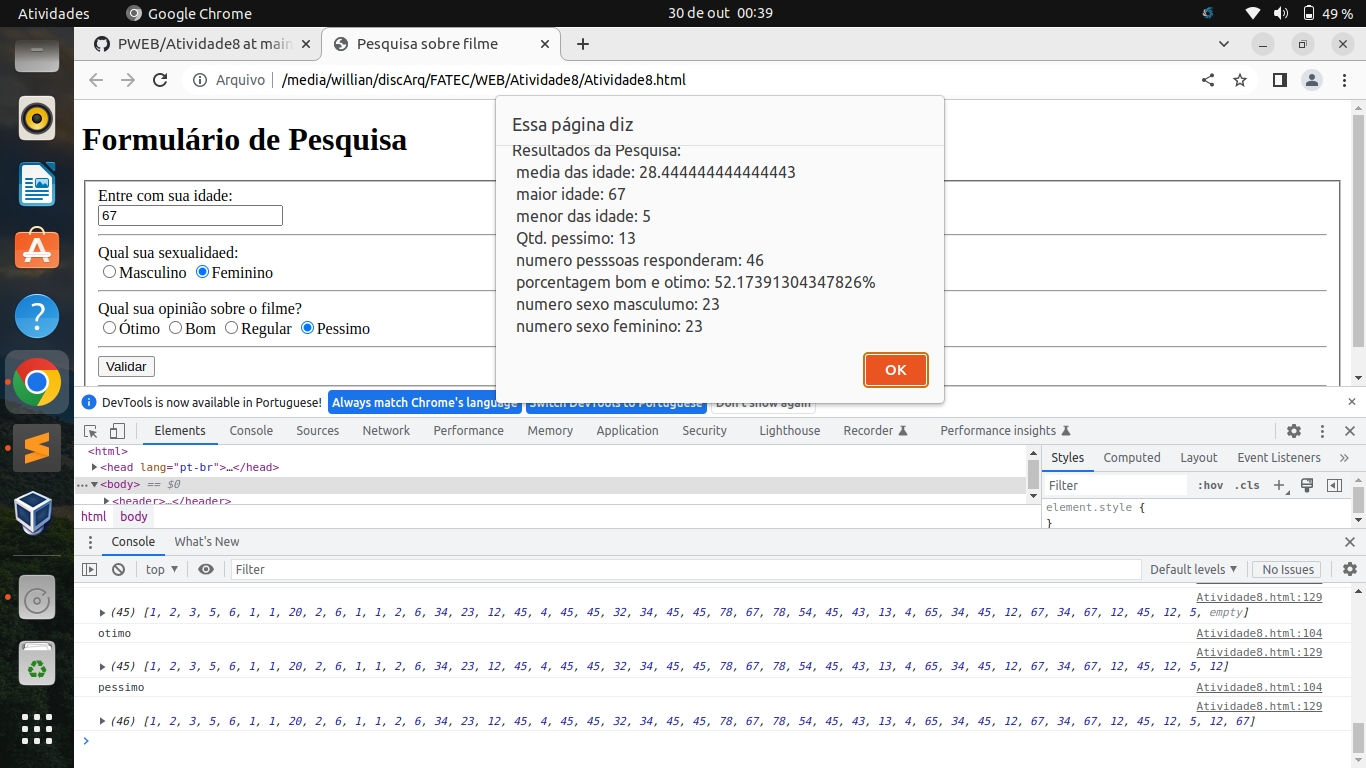 Atividades
Google Chrome
30 de out 00:39
49 %
PWEB/Atividade8 at main
Pesquisa sobre filme
Arquivo
/media/willian/discArq/FATEC/WEB/Atividade8/Atividade8.html
Formulário de Pesquisa
Entre com sua idade:
67
Qual sua sexualidaed:
Masculino Feminino
Qual sua opinião sobre o filme?
Ótimo Bom Regular Pessimo
Validar
Essa página diz
Resultados da Pesquisa:
media das idade: 28.444444444444443
maior idade: 67
menor das idade: 5
Qtd. pessimo: 13
numero pesssoas responderam: 46
porcentagem bom e otimo: 52.17391304347826%
numero sexo masculumo: 23
numero sexo feminino: 23
OK
DevTools is now available in Portuguese! Always match Chrome's language Switch DevTools to Portuguese Don't show again
Elements Console Sources Network Performance Memory Application Security Lighthouse Recorder Performance insights
<html>
<head lang="pt-br">…</head>
<body> == $0
<header>…</header>
html body
Styles Computed Layout Event Listeners »
Filter :hov .cls
element.style {
}
Console What's New
top Filter Default levels No Issues
(45) [1, 2, 3, 5, 6, 1, 1, 20, 2, 6, 1, 1, 2, 6, 34, 23, 12, 45, 4, 45, 45, 32, 34, 45, 45, 78, 67, 78, 54, 45, 43, 13, 4, 65, 34, 45, 12, 67, 34, 67, 12, 45, 12, 5, empty] Atividade8.html:129
otimo Atividade8.html:104
Atividade8.html:129
(45) [1, 2, 3, 5, 6, 1, 1, 20, 2, 6, 1, 1, 2, 6, 34, 23, 12, 45, 4, 45, 45, 32, 34, 45, 45, 78, 67, 78, 54, 45, 43, 13, 4, 65, 34, 45, 12, 67, 34, 67, 12, 45, 12, 5, 12]
pessimo Atividade8.html:104
Atividade8.html:129
(46) [1, 2, 3, 5, 6, 1, 1, 20, 2, 6, 1, 1, 2, 6, 34, 23, 12, 45, 4, 45, 45, 32, 34, 45, 45, 78, 67, 78, 54, 45, 43, 13, 4, 65, 34, 45, 12, 67, 34, 67, 12, 45, 12, 5, 12, 67]